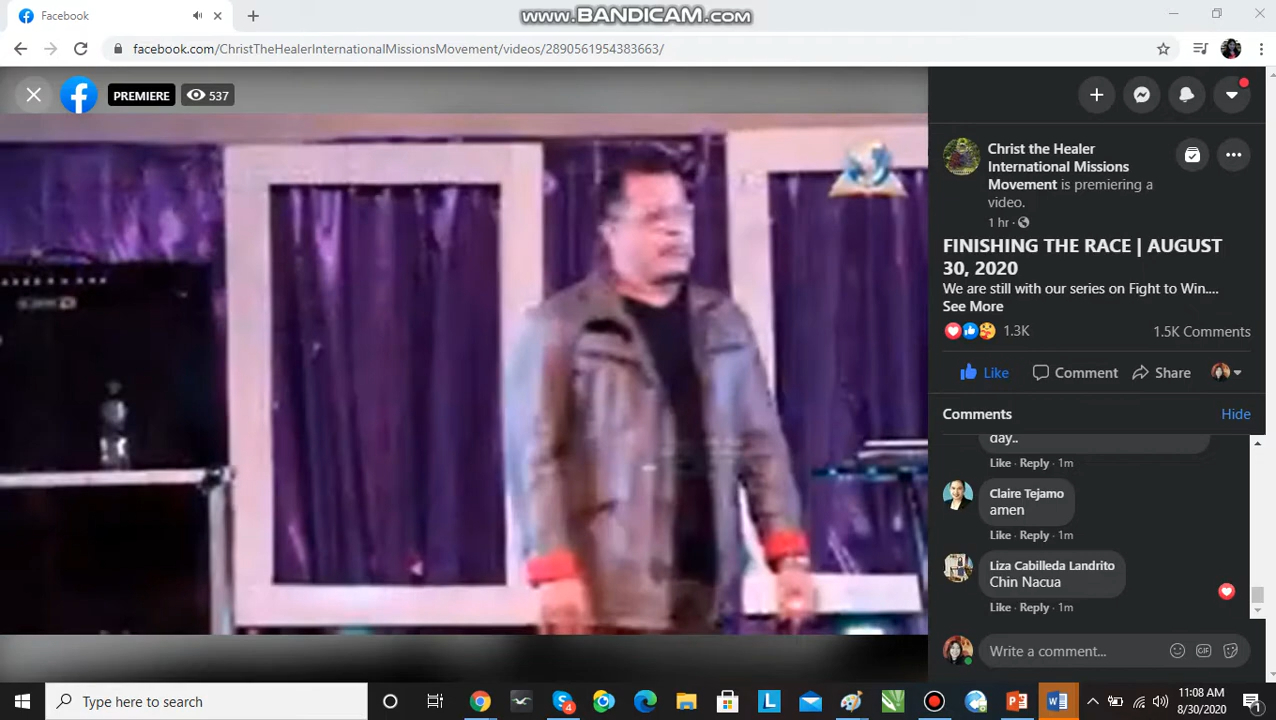 Facebook
www.BANDICAM.com
facebook.com/ChristTheHealerInternationalMissionsMovement/videos/2890561954383663/
PREMIERE
537
Christ the Healer
International Missions
Movement is premiering a
video.
1 hr
FINISHING THE RACE | AUGUST
30, 2020
We are still with our series on Fight to Win....
See More
1.3K
1.5K Comments
Like
Comment
Share
Comments
Hide
day..
Like · Reply · 1m
Claire Tejamo
amen
Like · Reply · 1m
Liza Cabilleda Landrito
Chin Nacua
Like · Reply · 1m
Write a comment...
GIF
Type here to search
4
11:08 AM
8/30/2020
1